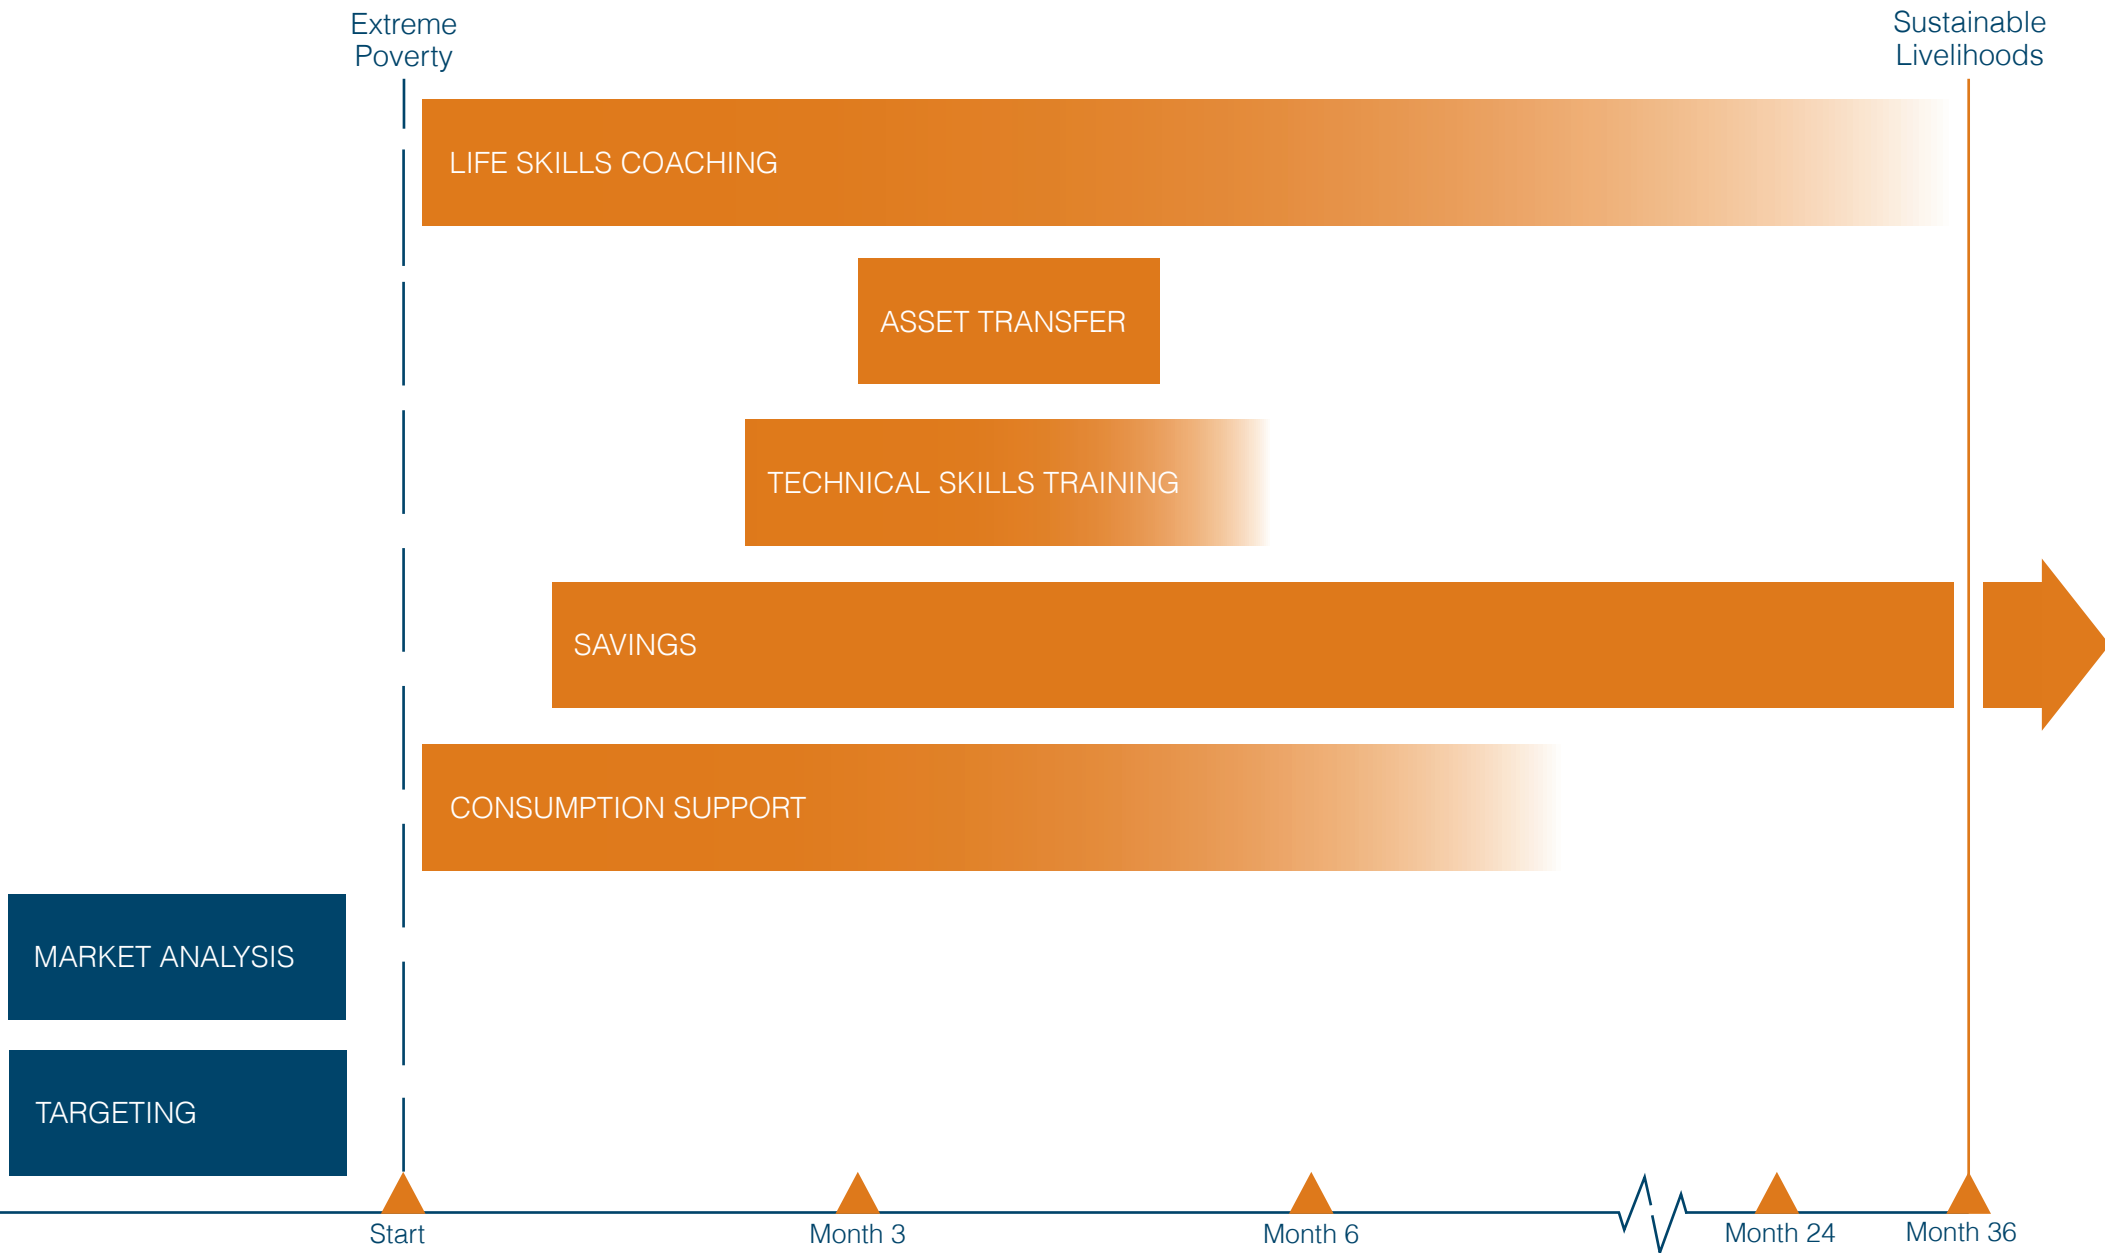 Extreme
Poverty
Sustainable
Livelihoods
LIFE SKILLS COACHING
ASSET TRANSFER
TECHNICAL SKILLS TRAINING
SAVINGS
CONSUMPTION SUPPORT
MARKET ANALYSIS
TARGETING
Start
Month 3
Month 6
Month 24
Month 36